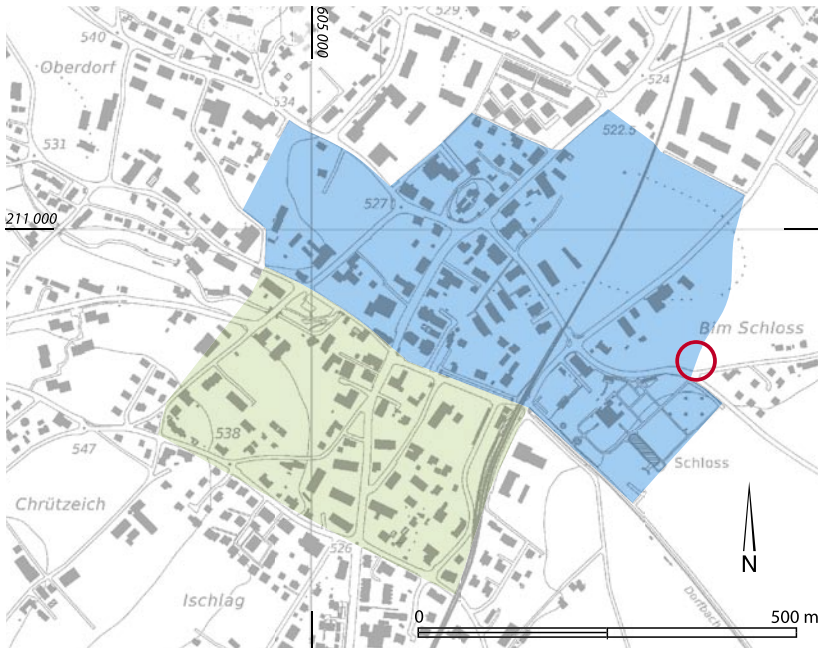 529
605 000
540
Oberdorf
524
534
522.5
531
527
211 000
Bim Schloss
538
547
Schloss
Chrützeich
526
N
Ischlag
Dorfbach
0
500 m